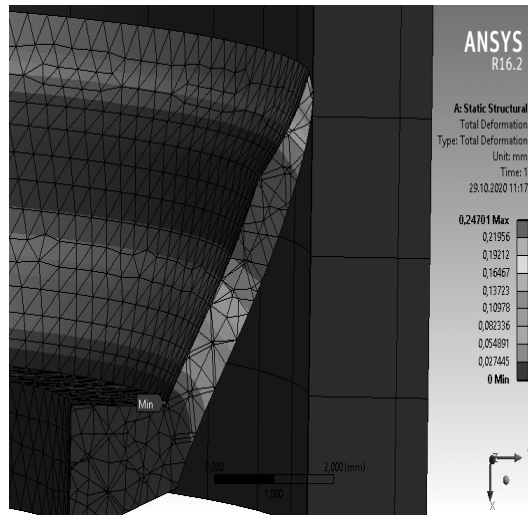 ANSYS
R16.2
A: Static Structural
Total Deformation
Type: Total Deformation
Unit: mm
Time: 1
29.10.2020 11:17
0,24701 Max
0,21956
0,19212
0,16467
0,13723
0,10978
0,082336
0,054891
0,027445
0 Min
Min
0,000
2,000 (mm)
1,000
Z
X